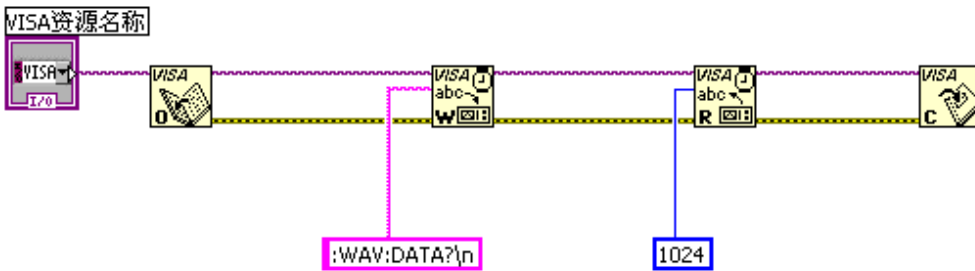 VISA资源名称
VISA
I/O
VISA
O
VISA
abc
W
VISA
abc
R
VISA
C
:WAV:DATA?\n
1024